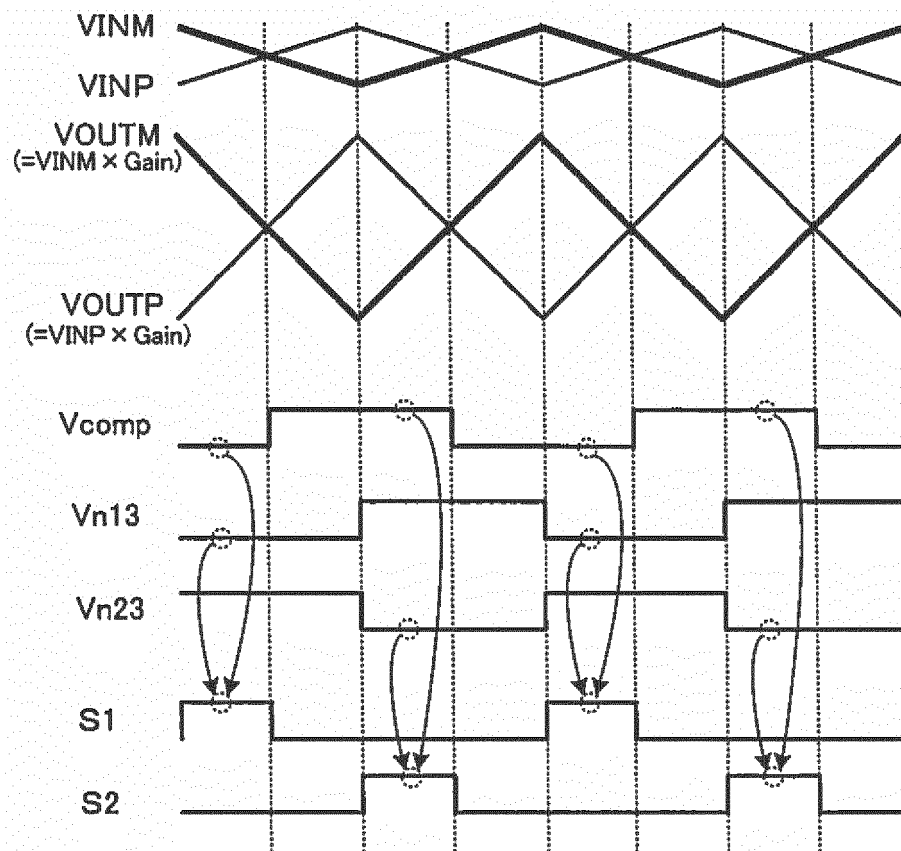 VINM
VINP
VOUTM
(=VINM × Gain)
VOUTP
(=VINP × Gain)
Vcomp
Vn13
Vn23
S1
S2